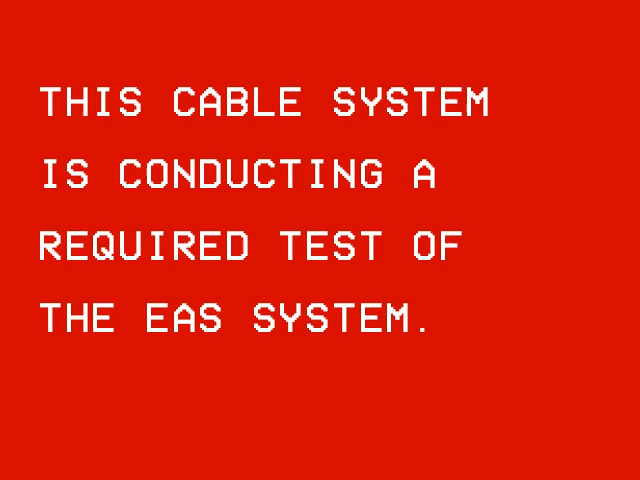 THIS CABLE SYSTEM
IS CONDUCTING A
REQUIRED TEST OF
THE EAS SYSTEM.